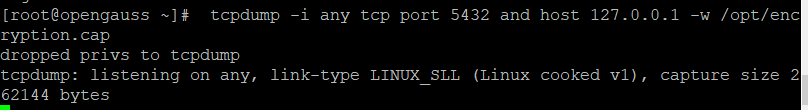 [root@opengauss ~]#  tcpdump -i any tcp port 5432 and host 127.0.0.1 -w /opt/enc
ryption.cap
dropped privs to tcpdump
tcpdump: listening on any, link-type LINUX_SLL (Linux cooked v1), capture size 2
62144 bytes